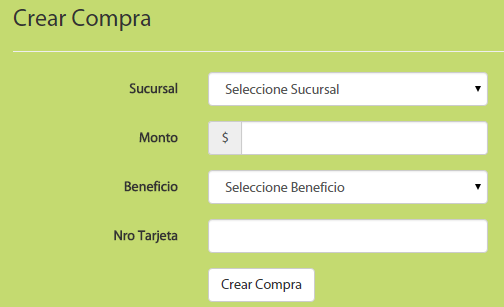 Crear Compra
Sucursal Seleccione Sucursal
Monto $
Beneficio Seleccione Beneficio
Nro Tarjeta
Crear Compra